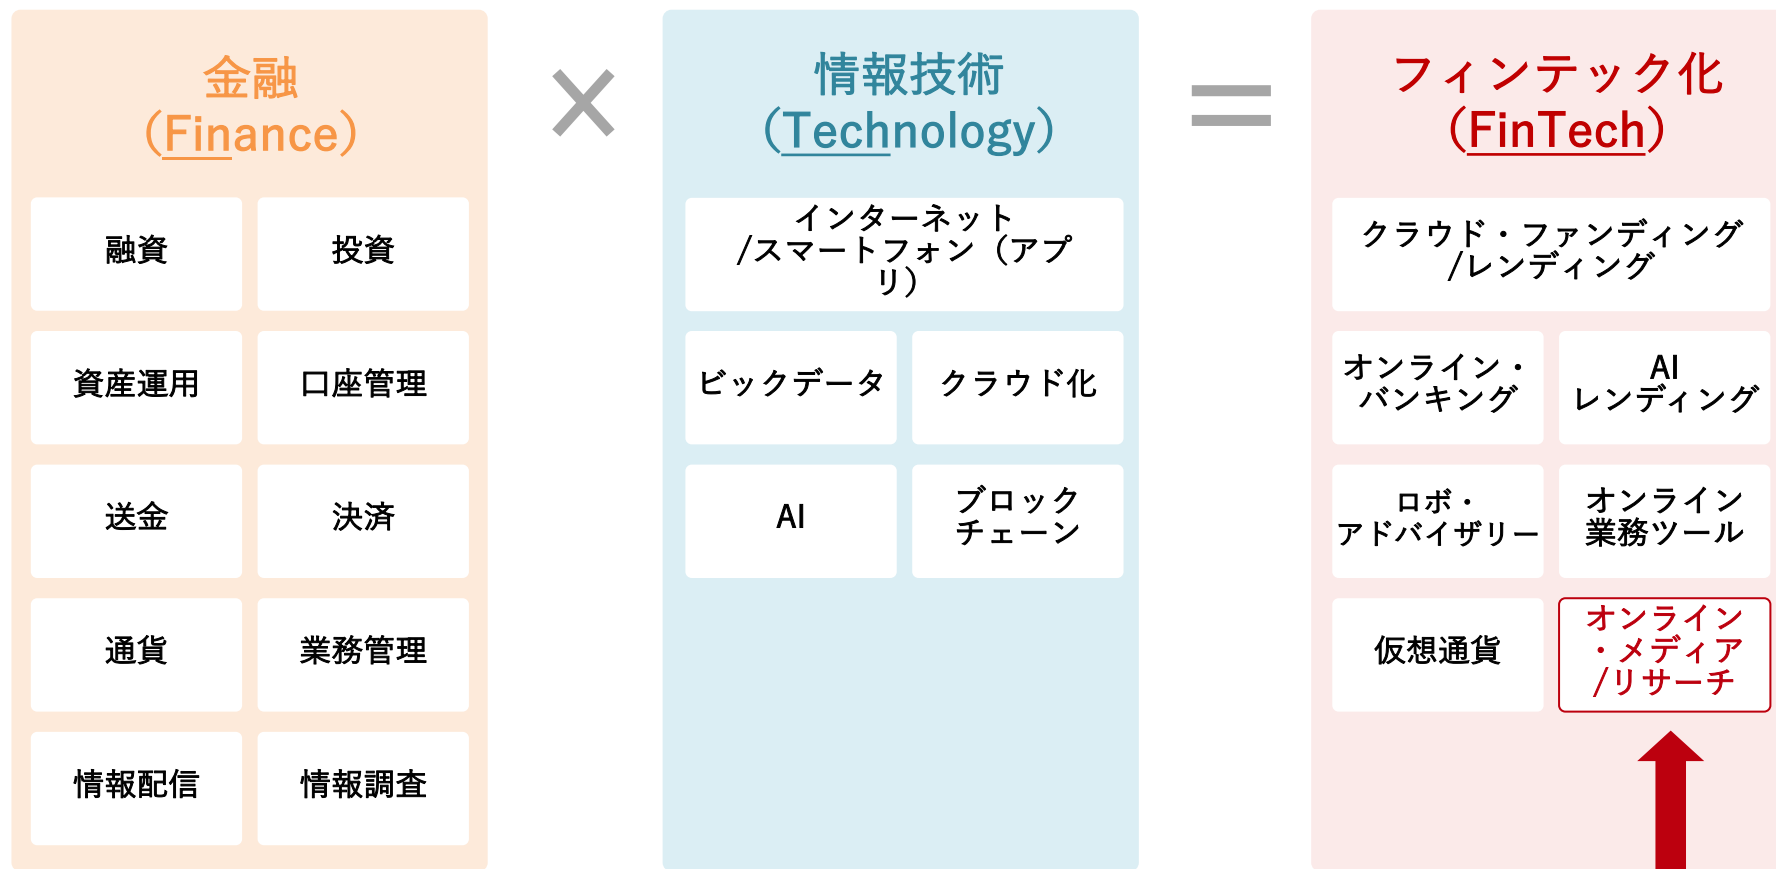 金融
（Finance）
融資
投資
資産運用
口座管理
送金
決済
通貨
業務管理
情報配信
情報調査
×
情報技術
（Technology）
インターネット
/スマートフォン（アプ
リ）
ビックデータ
クラウド化
AI
ブロック
チェーン
＝
フィンテック化
（FinTech）
クラウド・ファンディング
/レンディング
オンライン・
バンキング
AI
レンディング
ロボ・
アドバイザリー
オンライン
業務ツール
仮想通貨
オンライン
・メディア
/リサーチ